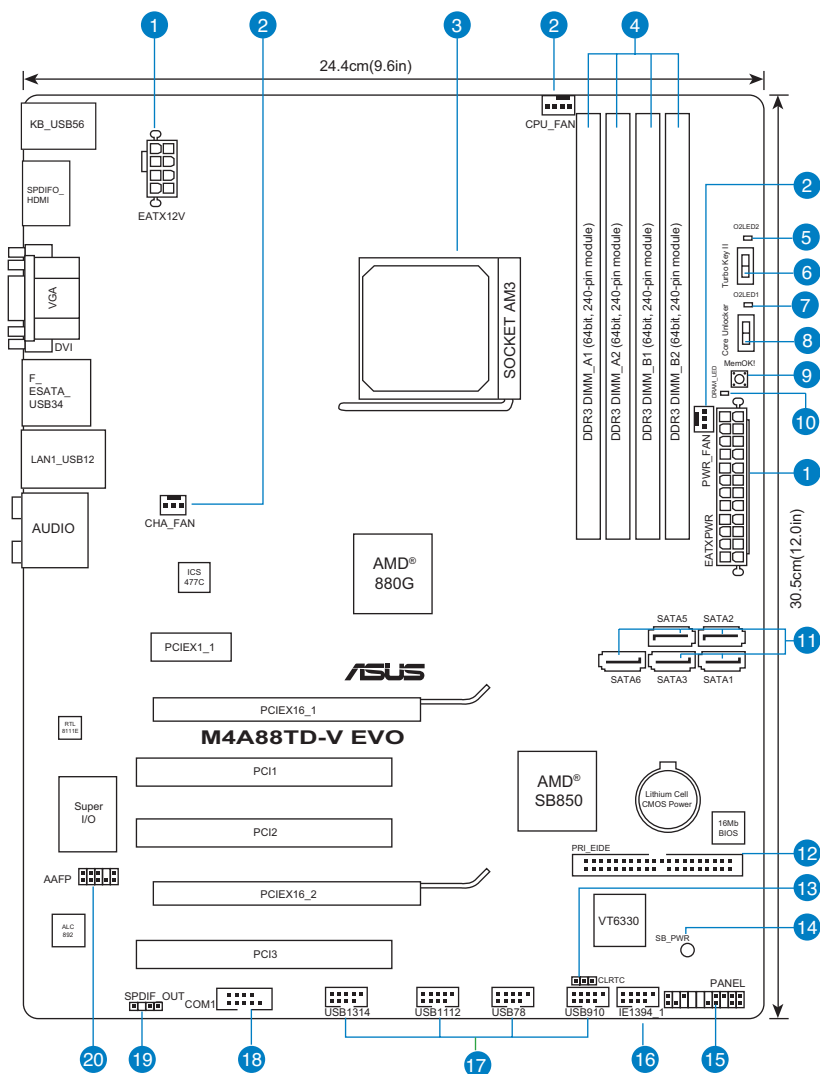 1
2
3
2
4
24.4cm(9.6in)
KB_USB56
CPU_FAN
SPDIFO_
HDMI
EATX12V
2
O2LED2
5
Turbo Key II
6
O2LED1
7
Core Unlocker
8
MemOK!
9
DRAM_LED
10
VGA
DVI
SOCKET AM3
DDR3 DIMM_A1 (64bit, 240-pin module)
DDR3 DIMM_A2 (64bit, 240-pin module)
DDR3 DIMM_B1 (64bit, 240-pin module)
DDR3 DIMM_B2 (64bit, 240-pin module)
F_
ESATA_
USB34
PWR_FAN
1
LAN1_USB12
EATXPWR
30.5cm(12.0in)
AUDIO
2
CHA_FAN
ICS
477C
AMD®
880G
PCIEX1_1
SATA5
SATA2
11
SATA6
SATA3
SATA1
ASUS
PCIEX16_1
RTL
8111E
M4A88TD-V EVO
PCI1
AMD®
SB850
Lithium Cell
CMOS Power
Super
I/O
16Mb
BIOS
PCI2
PRI_EIDE
12
AAFP
PCIEX16_2
13
20
VT6330
14
SB_PWR
ALC
892
PCI3
CLRTC
PANEL
SPDIF_OUT
COM1
USB1314
USB1112
USB78
USB910
IE1394_1
20
19
18
17
16
15